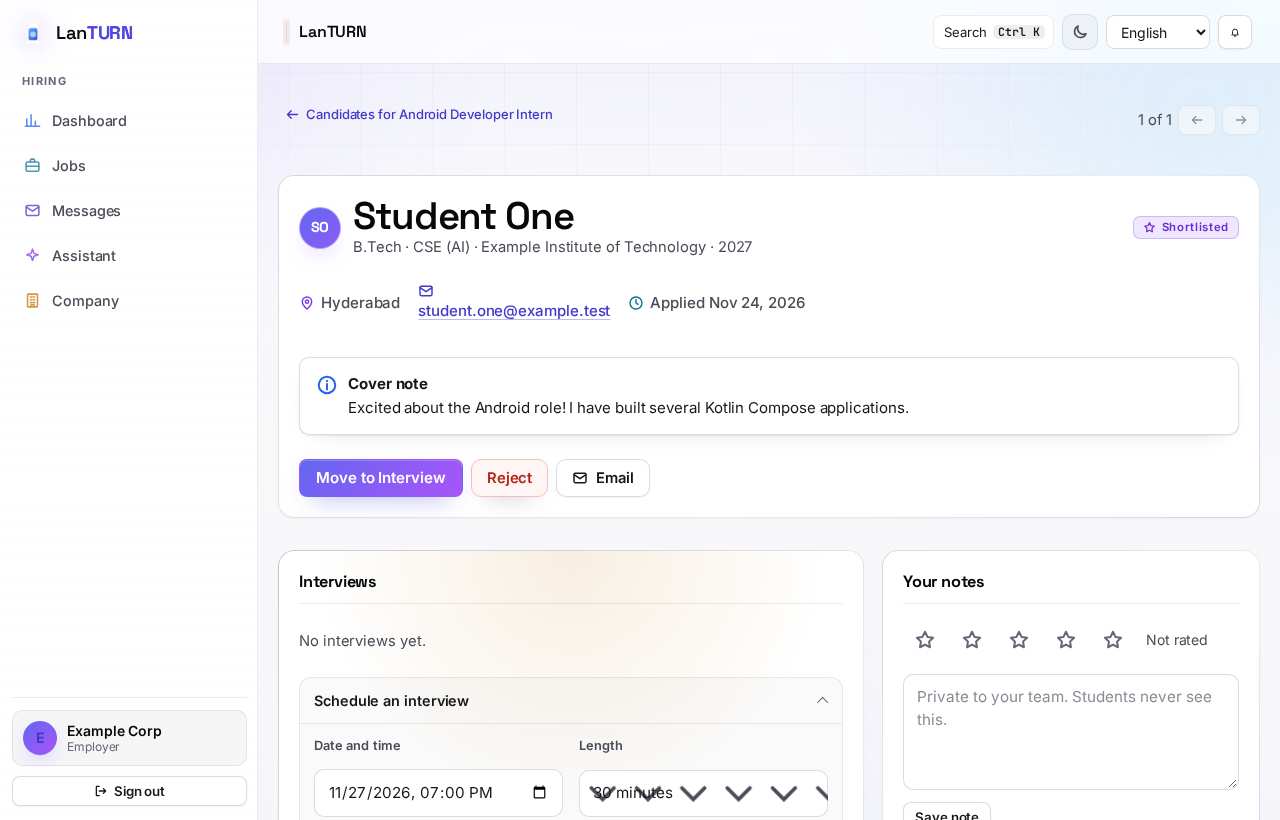 LanTURN
HIRING
Dashboard
Jobs
Messages
Assistant
Company
E
Example Corp
Employer
Sign out
LanTURN
Search Ctrl K
English
Candidates for Android Developer Intern
1 of 1
SO
Student One
B.Tech · CSE (AI) · Example Institute of Technology · 2027
Shortlisted
Hyderabad
student.one@example.test
Applied Nov 24, 2026
Cover note
Excited about the Android role! I have built several Kotlin Compose applications.
Move to Interview
Reject
Email
Interviews
No interviews yet.
Schedule an interview
Date and time
Length
11/27/2026, 07:00 PM
30 minutes
Your notes
Not rated
Private to your team. Students never see
this.
Save note